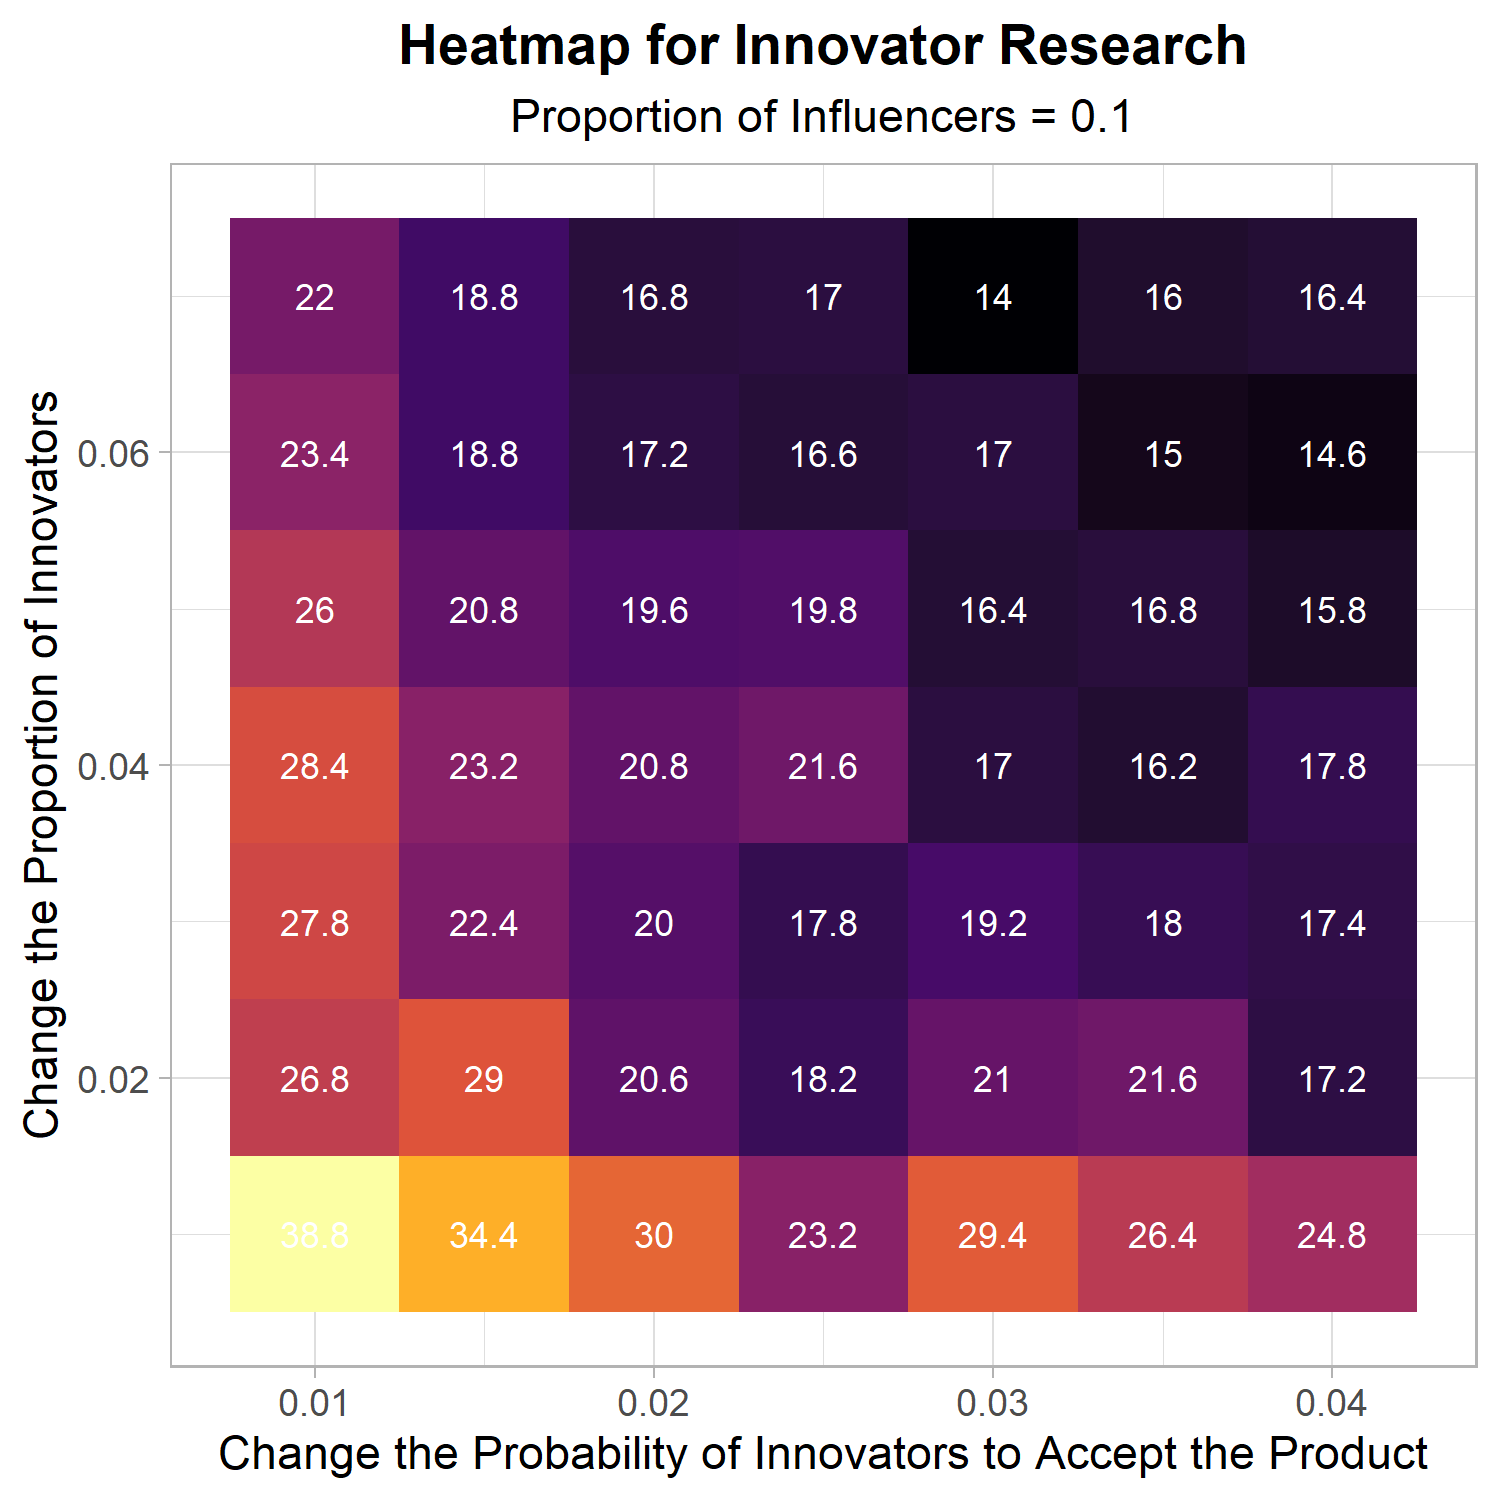 Heatmap for Innovator Research
Proportion of Influencers = 0.1
Change the Proportion of Innovators
22 18.8 16.8 17 14 16 16.4
0.06 23.4 18.8 17.2 16.6 17 15 14.6
26 20.8 19.6 19.8 16.4 16.8 15.8
0.04 28.4 23.2 20.8 21.6 17 16.2 17.8
27.8 22.4 20 17.8 19.2 18 17.4
0.02 26.8 29 20.6 18.2 21 21.6 17.2
38.8 34.4 30 23.2 29.4 26.4 24.8
0.01 0.02 0.03 0.04
Change the Probability of Innovators to Accept the Product